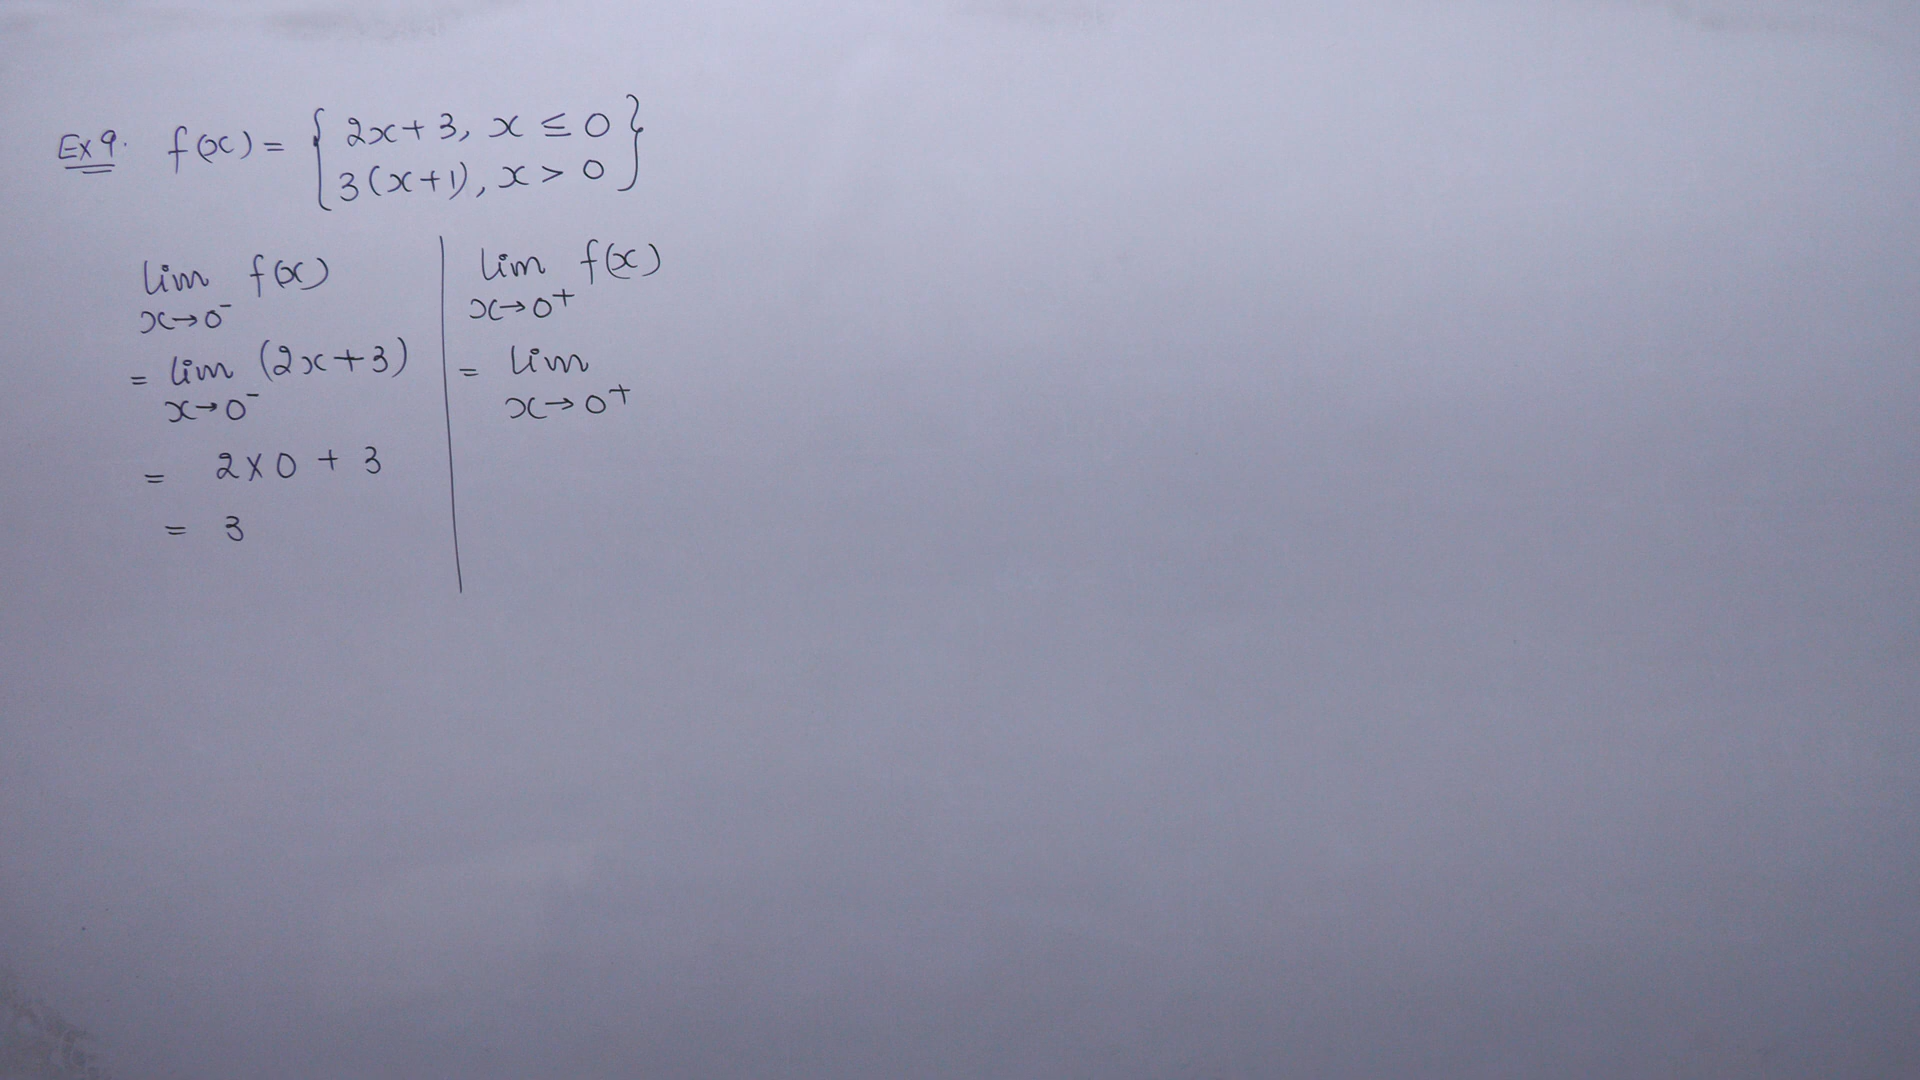 Ex 9. f(x) = { 2x + 3, x ≤ 0
3(x+1), x > 0 }
lim f(x)
x→0⁻
= lim (2x+3)
x→0⁻
= 2×0 + 3
= 3
lim f(x)
x→0⁺
= lim
x→0⁺